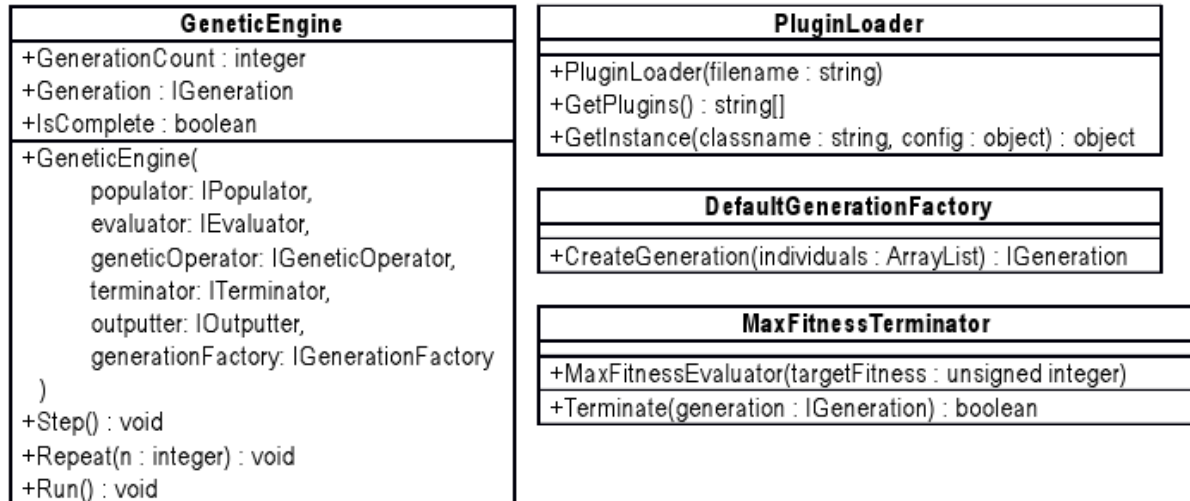 GeneticEngine
+GenerationCount : integer
+Generation : IGeneration
+IsComplete : boolean
+GeneticEngine(
populator: IPopulator,
evaluator: IEvaluator,
geneticOperator: IGeneticOperator,
terminator: ITerminator,
outputter: IOutputter,
generationFactory: IGenerationFactory
)
+Step() : void
+Repeat(n : integer) : void
+Run() : void
PluginLoader
+PluginLoader(filename : string)
+GetPlugins() : string[]
+GetInstance(classname : string, config : object) : object
DefaultGenerationFactory
+CreateGeneration(individuals : ArrayList) : IGeneration
MaxFitnessTerminator
+MaxFitnessEvaluator(targetFitness : unsigned integer)
+Terminate(generation : IGeneration) : boolean